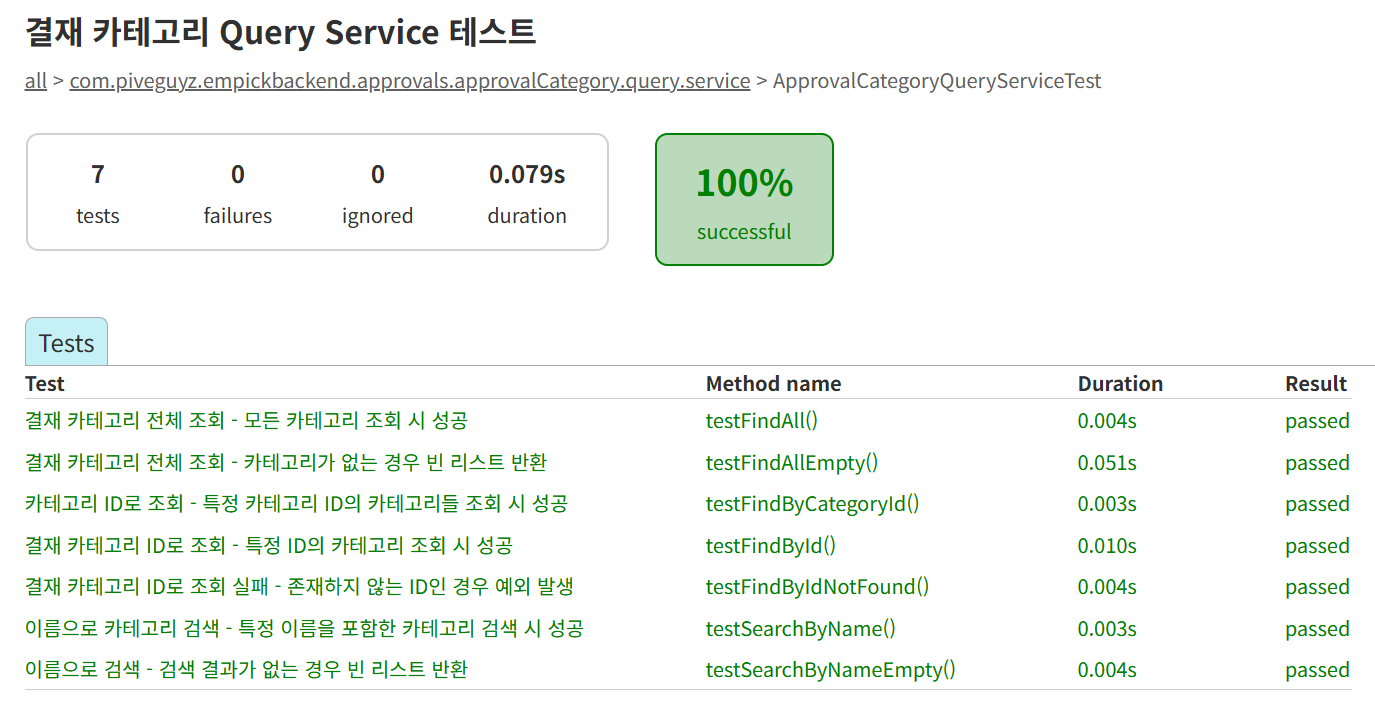 결재 카테고리 Query Service 테스트
all > com.piveguyz.empickbackend.approvals.approvalCategory.query.service > ApprovalCategoryQueryServiceTest
7 0 0 0.079s
tests failures ignored duration
100%
successful
Tests
Test Method name Duration Result
결재 카테고리 전체 조회 - 모든 카테고리 조회 시 성공 testFindAll() 0.004s passed
결재 카테고리 전체 조회 - 카테고리가 없는 경우 빈 리스트 반환 testFindAllEmpty() 0.051s passed
카테고리 ID로 조회 - 특정 카테고리 ID의 카테고리들 조회 시 성공 testFindByCategoryId() 0.003s passed
결재 카테고리 ID로 조회 - 특정 ID의 카테고리 조회 시 성공 testFindById() 0.010s passed
결재 카테고리 ID로 조회 실패 - 존재하지 않는 ID인 경우 예외 발생 testFindByIdNotFound() 0.004s passed
이름으로 카테고리 검색 - 특정 이름을 포함한 카테고리 검색 시 성공 testSearchByName() 0.003s passed
이름으로 검색 - 검색 결과가 없는 경우 빈 리스트 반환 testSearchByNameEmpty() 0.004s passed